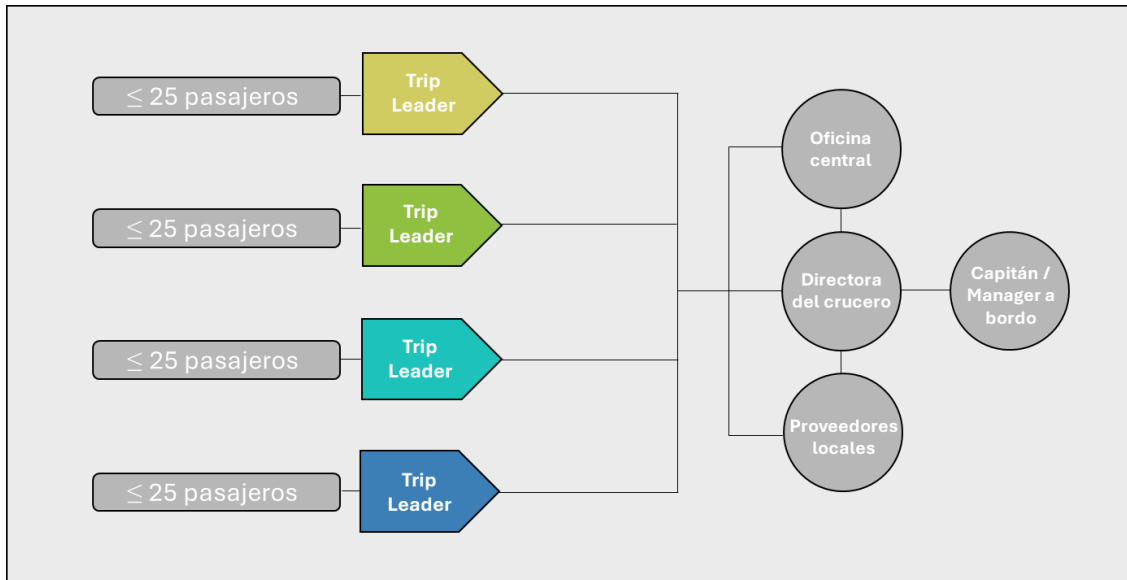 ≤ 25 pasajeros
Trip
Leader
≤ 25 pasajeros
Trip
Leader
≤ 25 pasajeros
Trip
Leader
≤ 25 pasajeros
Trip
Leader
Oficina
central
Directora
del crucero
Capitán /
Manager a
bordo
Proveedores
locales